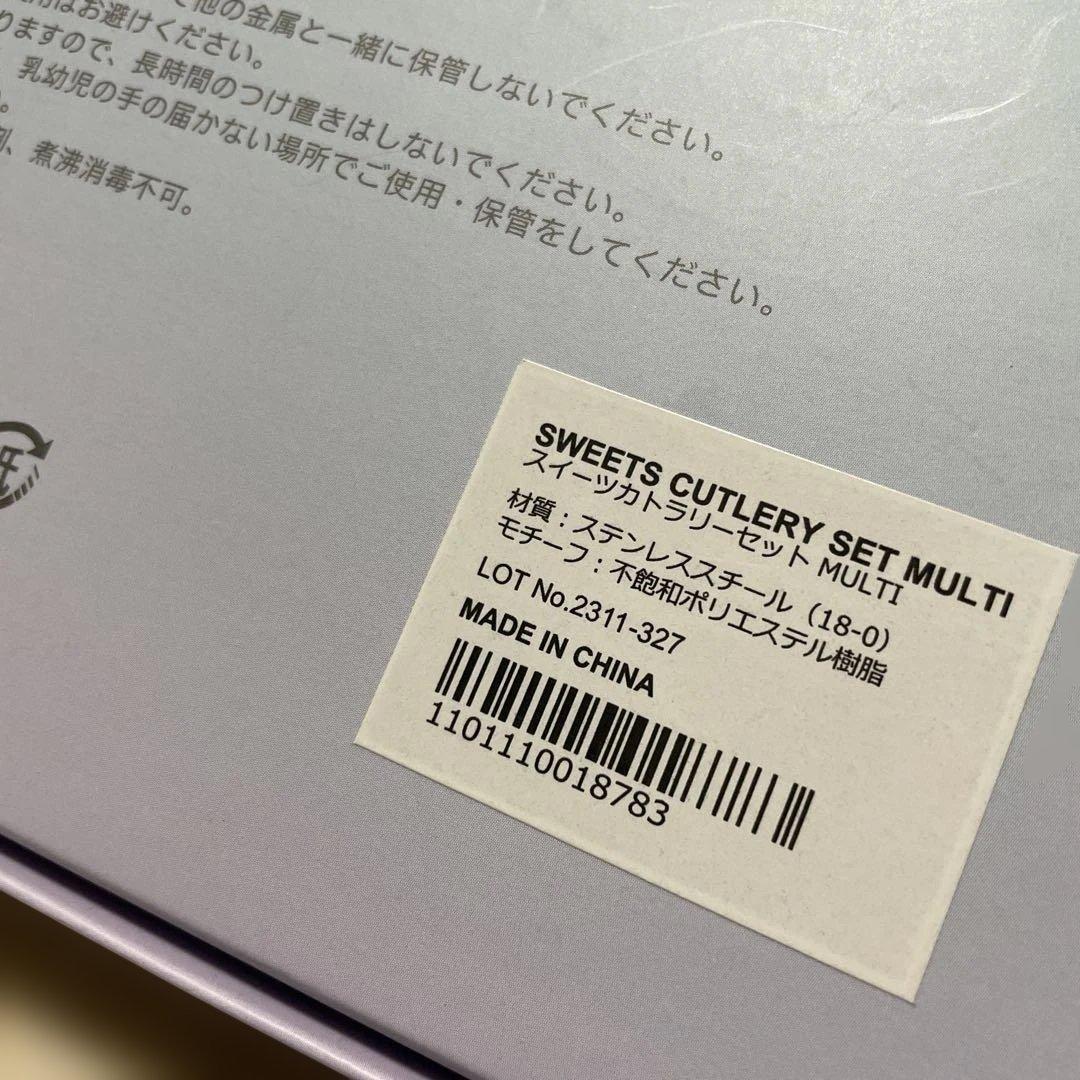 て他の金属と一緒に保管しないでください。
用はお避けください。
りますので、長時間のつけ置きはしないでください。
乳幼児の手の届かない場所でご使用・保管をしてください。
煮沸消毒不可。
紙
SWEETS CUTLERY SET MULTI
スイーツカトラリーセット MULTI
材質：ステンレススチール（18-0）
モチーフ：不飽和ポリエステル樹脂
LOT No.2311-327
MADE IN CHINA
1101110018783